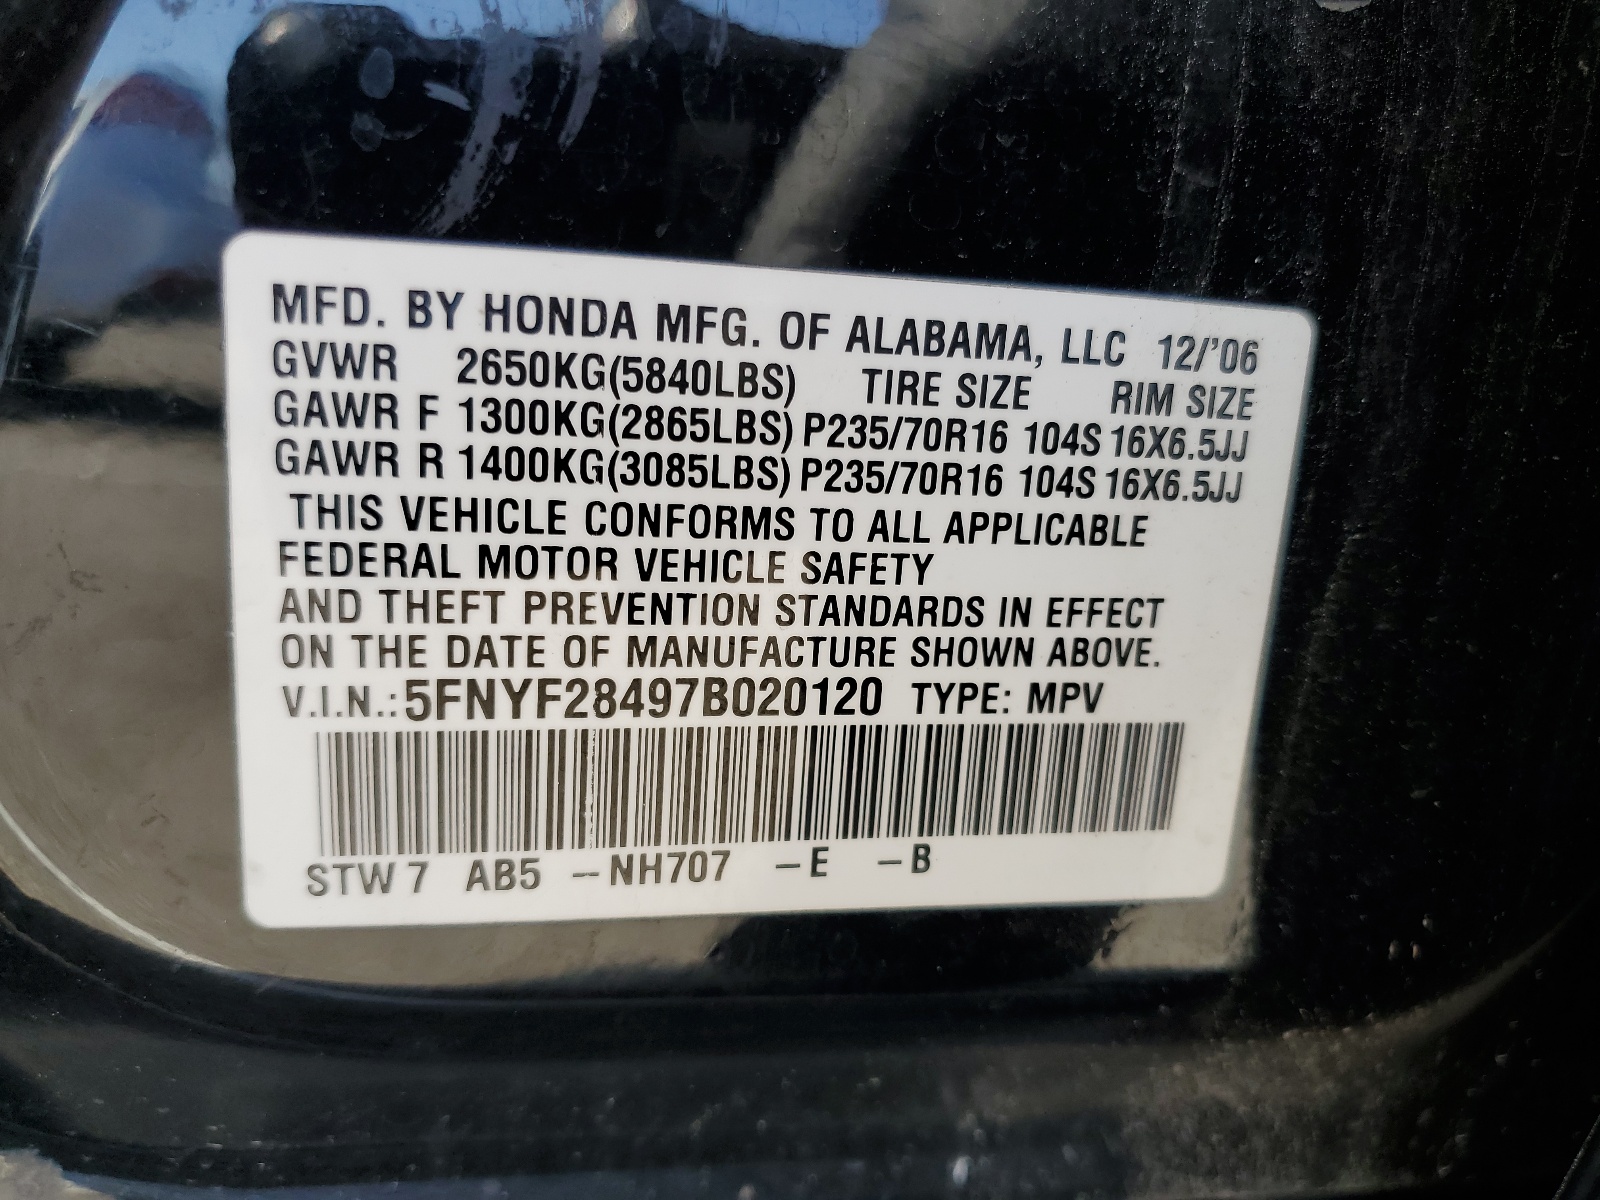 MFD. BY HONDA MFG. OF ALABAMA, LLC 12/'06
GVWR 2650KG(5840LBS) TIRE SIZE RIM SIZE
GAWR F 1300KG(2865LBS) P235/70R16 104S 16X6.5JJ
GAWR R 1400KG(3085LBS) P235/70R16 104S 16X6.5JJ
THIS VEHICLE CONFORMS TO ALL APPLICABLE
FEDERAL MOTOR VEHICLE SAFETY
AND THEFT PREVENTION STANDARDS IN EFFECT
ON THE DATE OF MANUFACTURE SHOWN ABOVE.
V.I.N.: 5FNYF28497B020120 TYPE: MPV
STW7 AB5 –NH707 –E –B